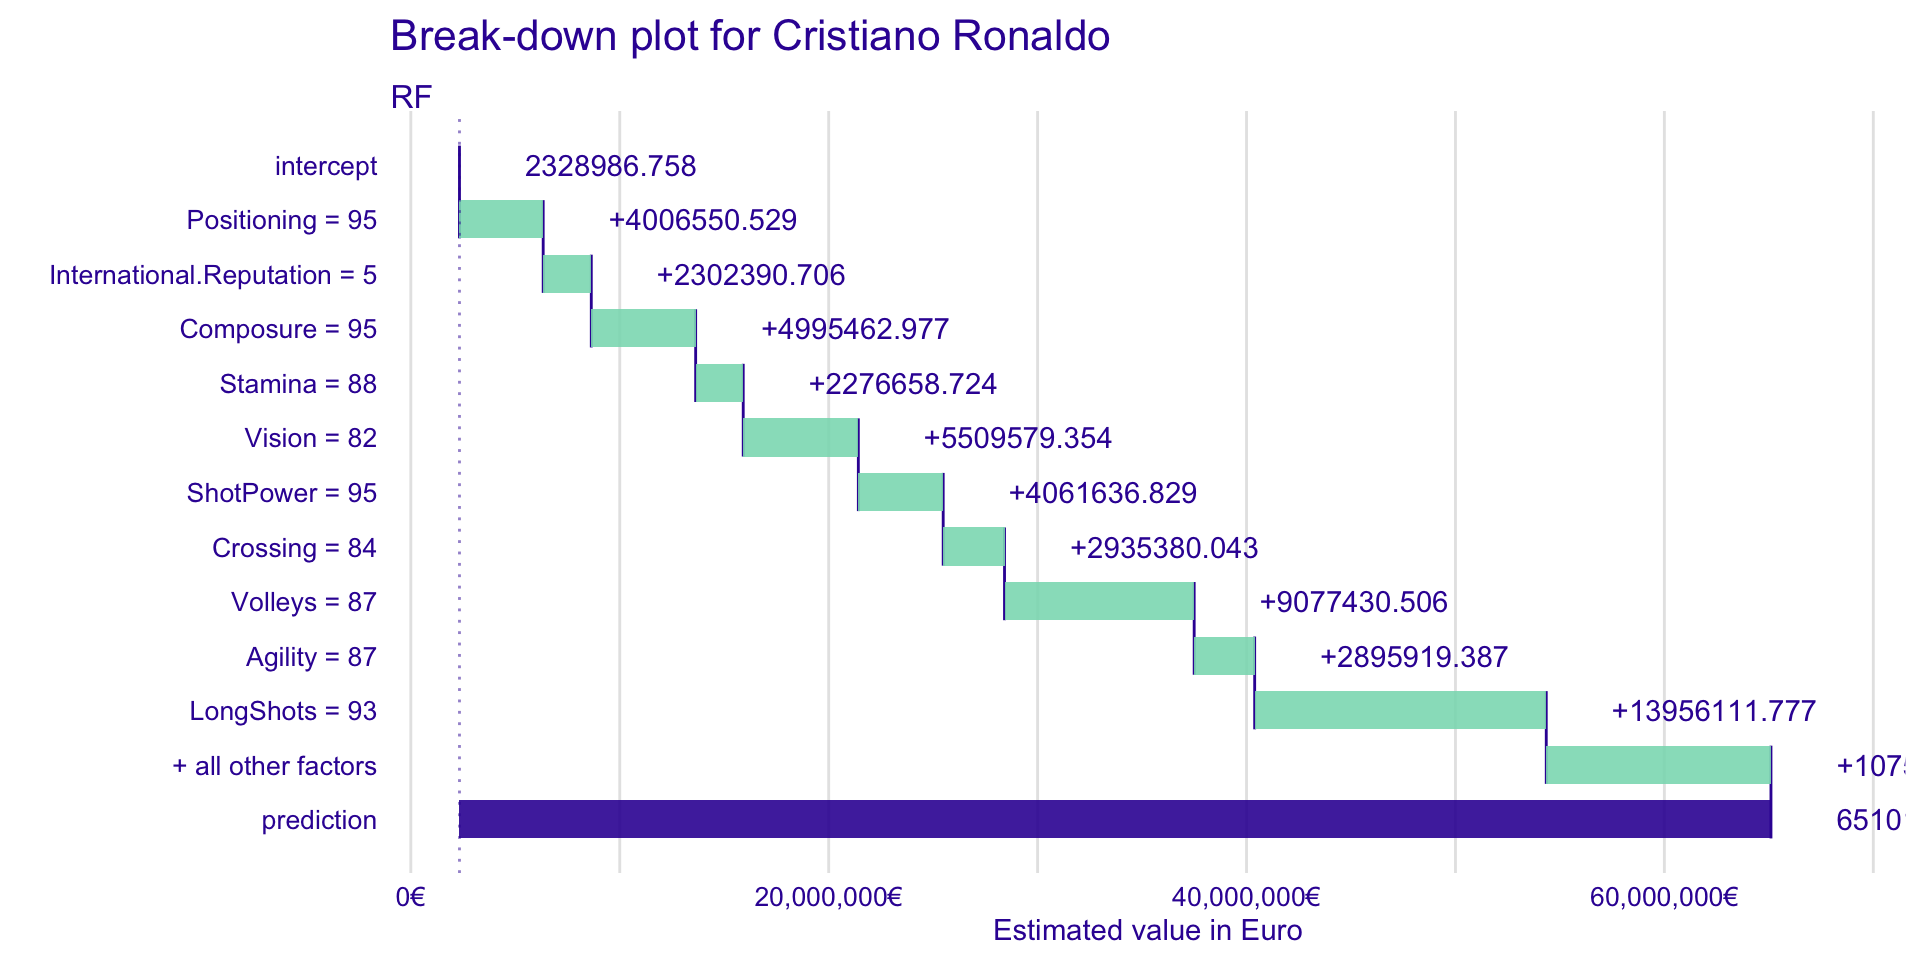 Break-down plot for Cristiano Ronaldo
RF
intercept 2328986.758
Positioning = 95 +4006550.529
International.Reputation = 5 +2302390.706
Composure = 95 +4995462.977
Stamina = 88 +2276658.724
Vision = 82 +5509579.354
ShotPower = 95 +4061636.829
Crossing = 84 +2935380.043
Volleys = 87 +9077430.506
Agility = 87 +2895919.387
LongShots = 93 +13956111.777
+ all other factors
prediction
0€ 20,000,000€ 40,000,000€ 60,000,000€
Estimated value in Euro